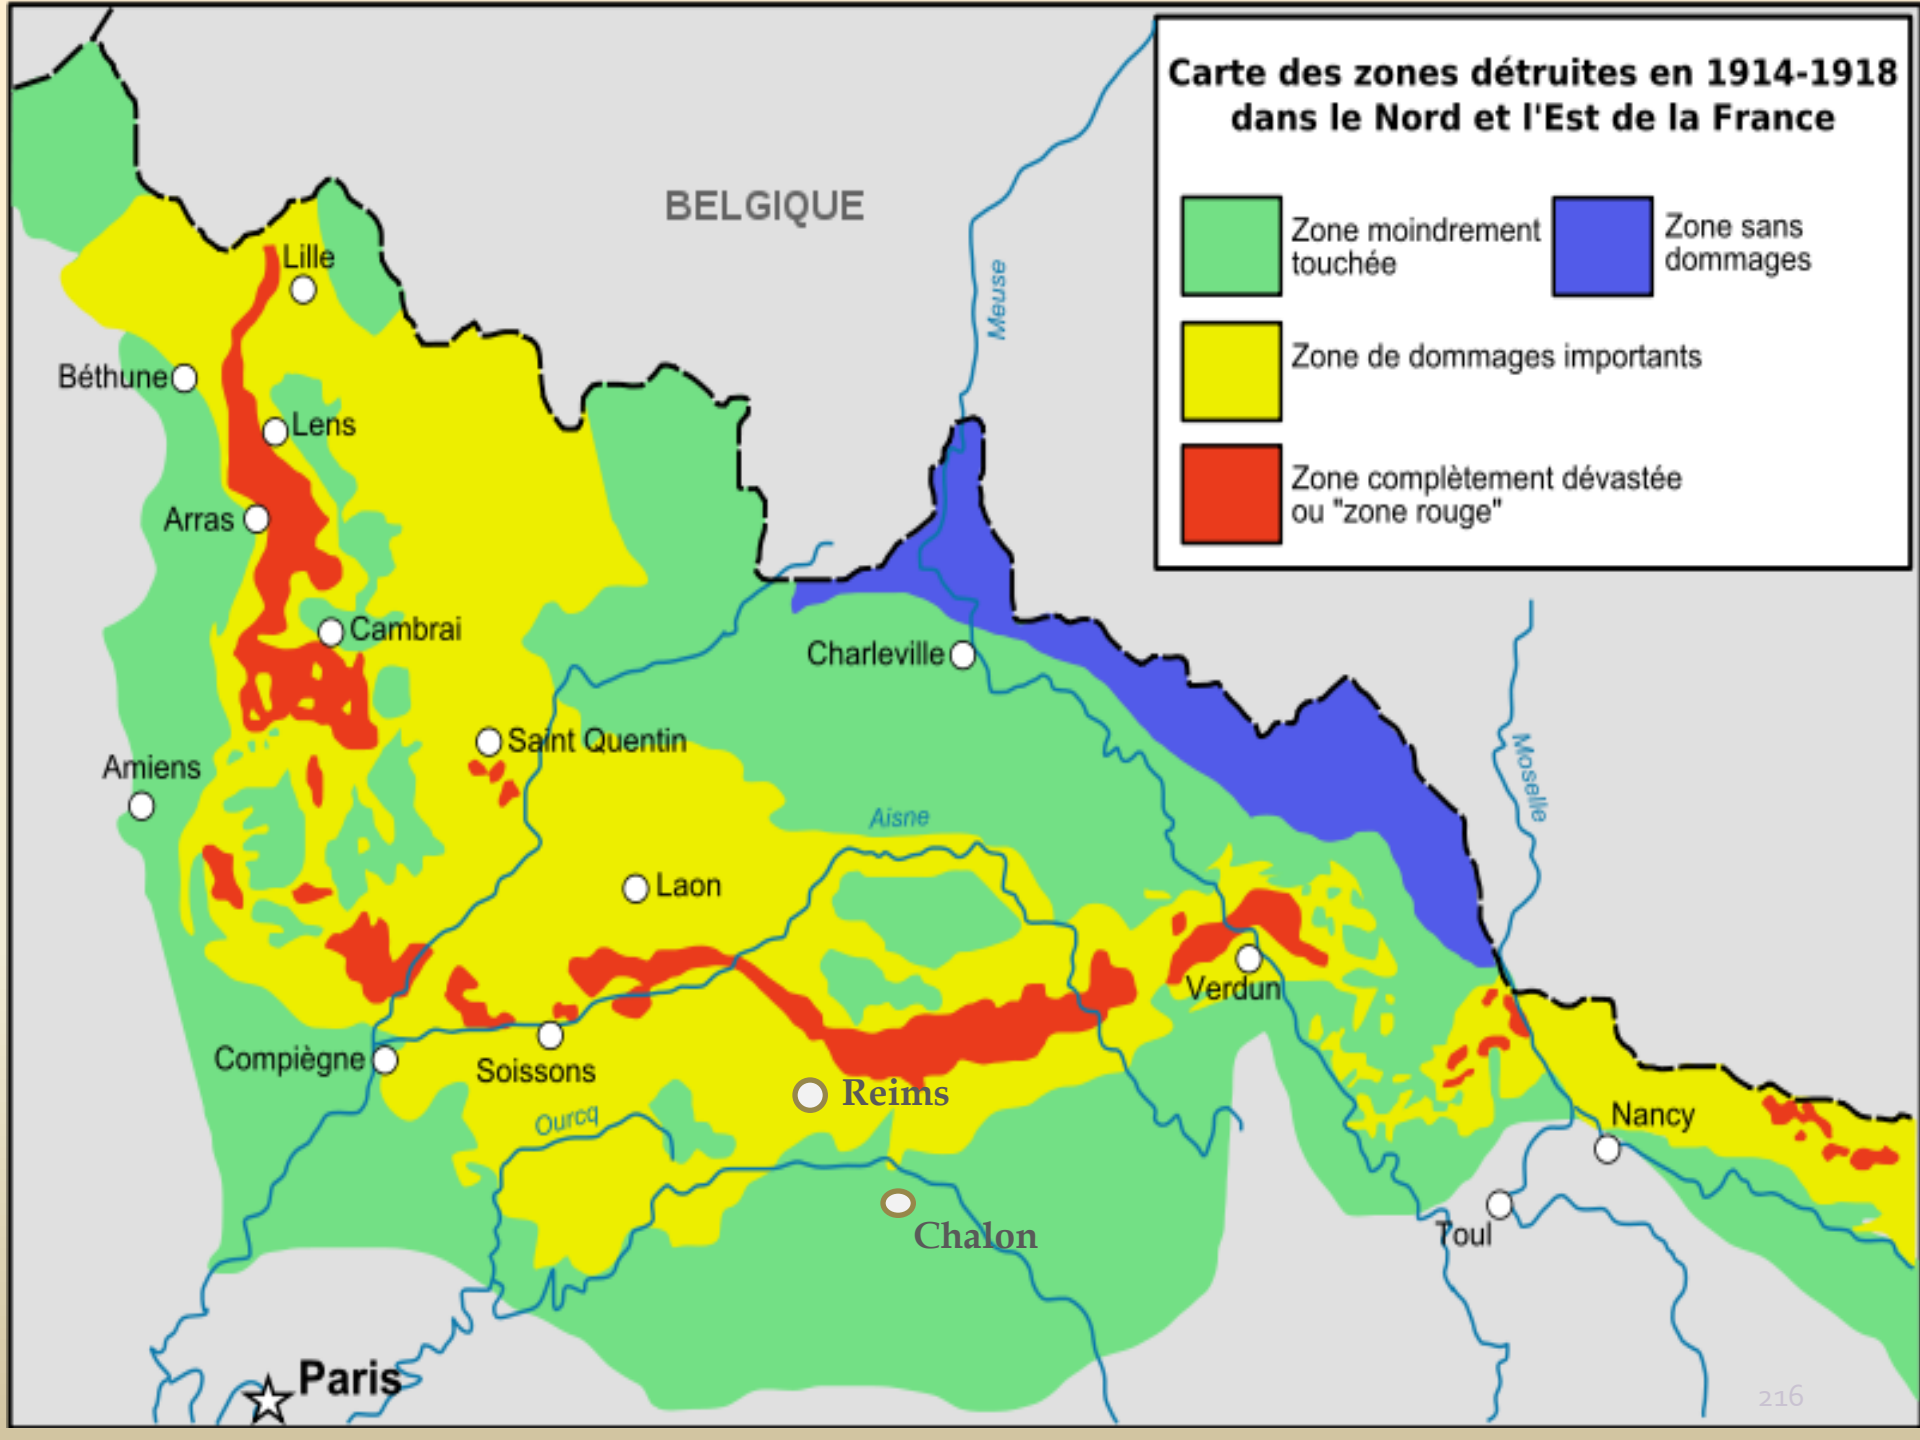 Carte des zones détruites en 1914-1918
dans le Nord et l'Est de la France
Zone moindrement
touchée
Zone sans
dommages
Zone de dommages importants
Zone complètement dévastée
ou "zone rouge"
BELGIQUE
Meuse
Lille
Béthune
Lens
Arras
Cambrai
Charleville
Saint Quentin
Amiens
Moselle
Aisne
Laon
Verdun
Compiègne
Soissons
Reims
Ourcq
Nancy
Chalon
Toul
Paris
216